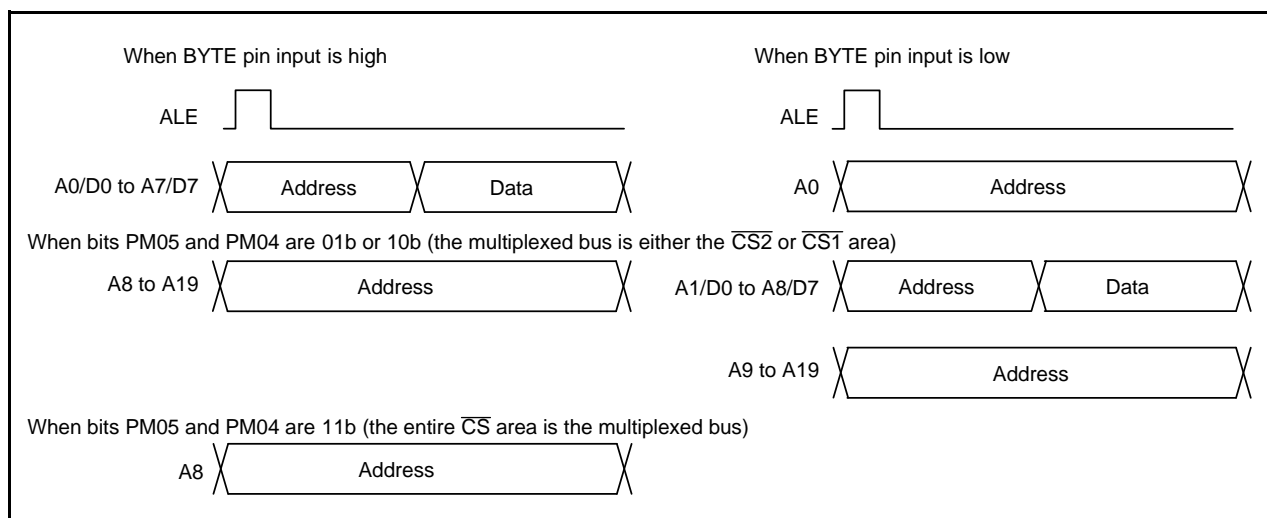 When BYTE pin input is high
ALE
A0/D0 to A7/D7
Address
Data
When BYTE pin input is low
ALE
A0
Address
When bits PM05 and PM04 are 01b or 10b (the multiplexed bus is either the CS2 or CS1 area)
A8 to A19
Address
A1/D0 to A8/D7
Address
Data
A9 to A19
Address
When bits PM05 and PM04 are 11b (the entire CS area is the multiplexed bus)
A8
Address